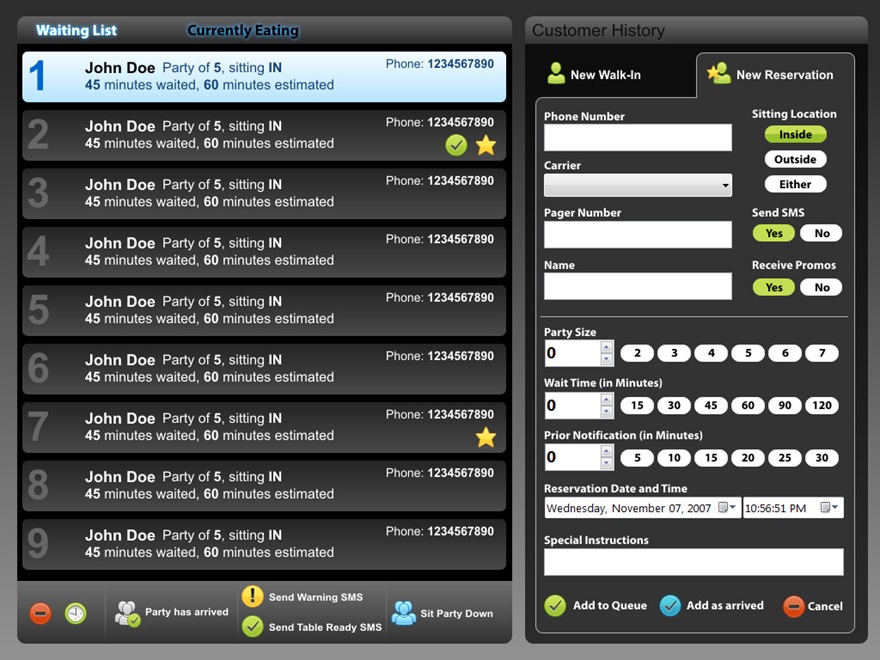 Waiting List Currently Eating
1
John Doe Party of 5, sitting IN Phone: 1234567890
45 minutes waited, 60 minutes estimated
2
John Doe Party of 5, sitting IN Phone: 1234567890
45 minutes waited, 60 minutes estimated
3
John Doe Party of 5, sitting IN Phone: 1234567890
45 minutes waited, 60 minutes estimated
4
John Doe Party of 5, sitting IN Phone: 1234567890
45 minutes waited, 60 minutes estimated
5
John Doe Party of 5, sitting IN Phone: 1234567890
45 minutes waited, 60 minutes estimated
6
John Doe Party of 5, sitting IN Phone: 1234567890
45 minutes waited, 60 minutes estimated
7
John Doe Party of 5, sitting IN Phone: 1234567890
45 minutes waited, 60 minutes estimated
8
John Doe Party of 5, sitting IN Phone: 1234567890
45 minutes waited, 60 minutes estimated
9
John Doe Party of 5, sitting IN Phone: 1234567890
45 minutes waited, 60 minutes estimated
Party has arrived
Send Warning SMS
Send Table Ready SMS
Sit Party Down
Customer History
New Walk-In New Reservation
Phone Number
Carrier
Pager Number
Name
Sitting Location
Inside
Outside
Either
Send SMS
Yes No
Receive Promos
Yes No
Party Size
0 2 3 4 5 6 7
Wait Time (in Minutes)
0 15 30 45 60 90 120
Prior Notification (in Minutes)
0 5 10 15 20 25 30
Reservation Date and Time
Wednesday, November 07, 2007 10:56:51 PM
Special Instructions
Add to Queue Add as arrived Cancel